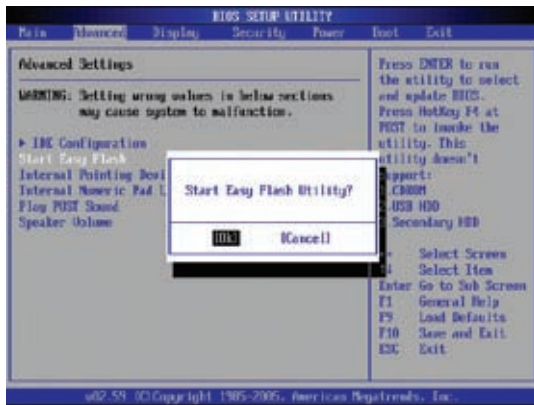 BIOS SETUP UTILITY
Main Advanced Display Security Power Boot Exit
Advanced Settings
WARNING: Setting wrong values in below sections
may cause system to malfunction.
▶ IDE Configuration
Start Easy Flash
Internal Pointing Devi
Internal Numeric Pad L
Play POST Sound
Speaker Volume
Start Easy Flash Utility?
[Ok] [Cancel]
Press ENTER to run
the utility to select
and update BIOS.
Press HotKey F4 at
POST to invoke the
utility. This
utility doesn't
support:
CDROM
USB HDD
Secondary HDD
Select Screen
Select Item
Enter Go to Sub Screen
F1 General Help
F9 Load Defaults
F10 Save and Exit
ESC Exit
v02.59 (C)Copyright 1985-2005, American Megatrends, Inc.